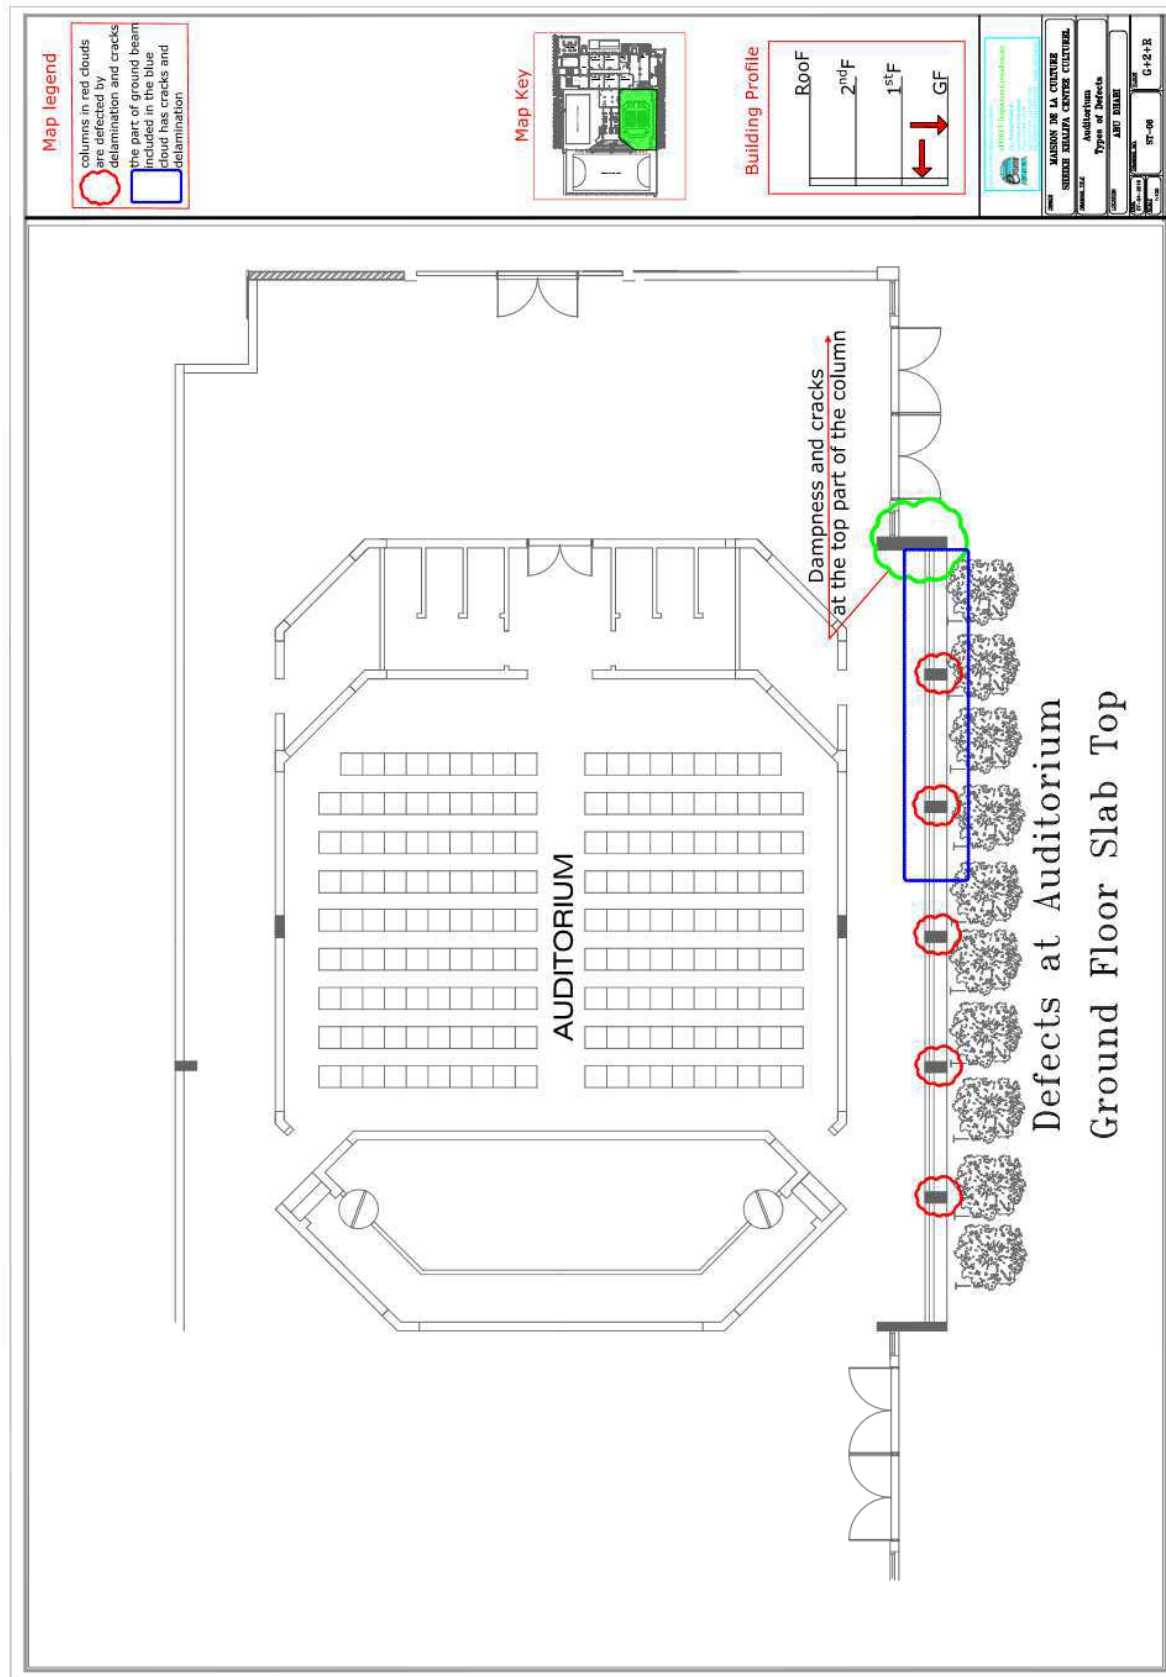 Map legend
columns in red clouds
are defected by
delamination and cracks
the part of ground beam
included in the blue
cloud has cracks and
delamination
Map Key
Building Profile
RooF
2ndF
1stF
GF
MAISION DE LA CULTURE
SHEIKH KHALIFA CENTRE CULTUREL
Auditorium
Types of Defects
ABU DHABI
ST-06
G+2+R
Dampness and cracks
at the top part of the column
AUDITORIUM
Defects at Auditorium
Ground Floor Slab Top